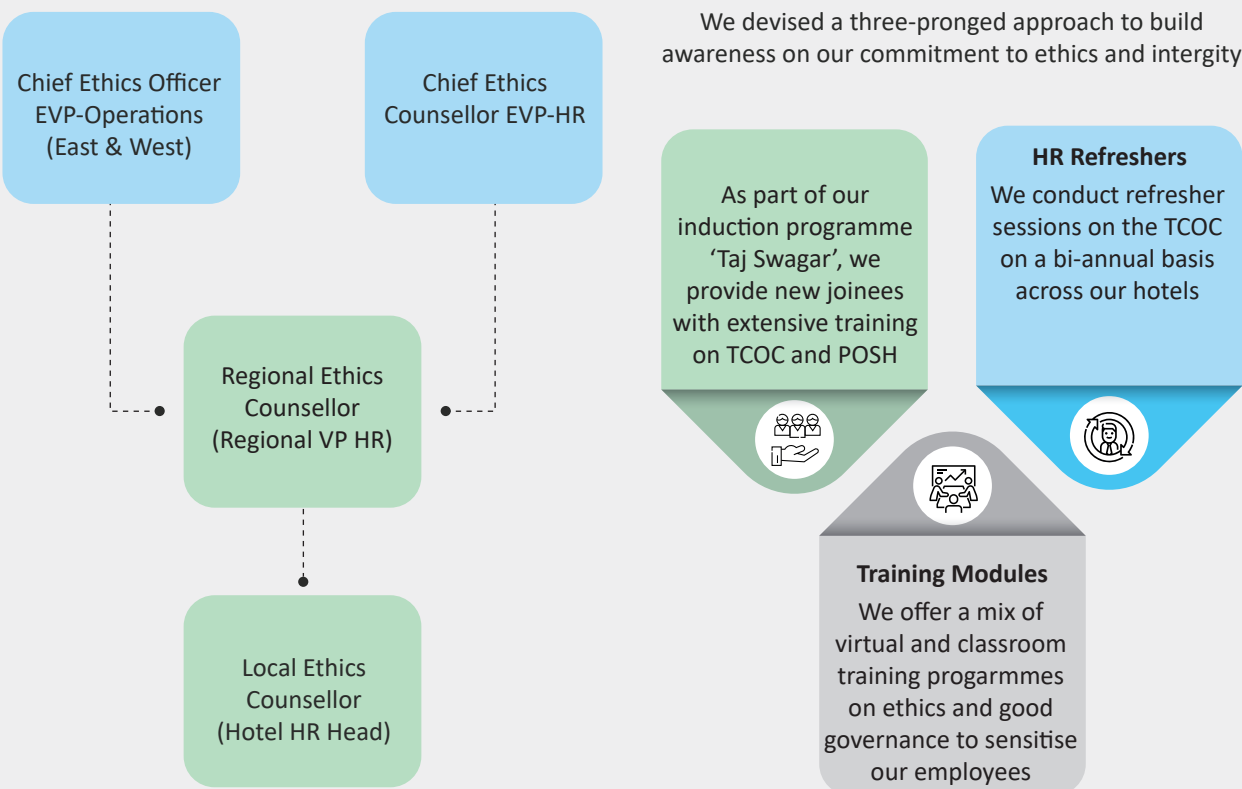 Chief Ethics Officer
EVP-Operations
(East & West)
Chief Ethics
Counsellor EVP-HR
Regional Ethics
Counsellor
(Regional VP HR)
Local Ethics
Counsellor
(Hotel HR Head)
We devised a three-pronged approach to build
awareness on our commitment to ethics and intergity
As part of our
induction programme
‘Taj Swagar’, we
provide new joinees
with extensive training
on TCOC and POSH
HR Refreshers
We conduct refresher
sessions on the TCOC
on a bi-annual basis
across our hotels
Training Modules
We offer a mix of
virtual and classroom
training progarmmes
on ethics and good
governance to sensitise
our employees